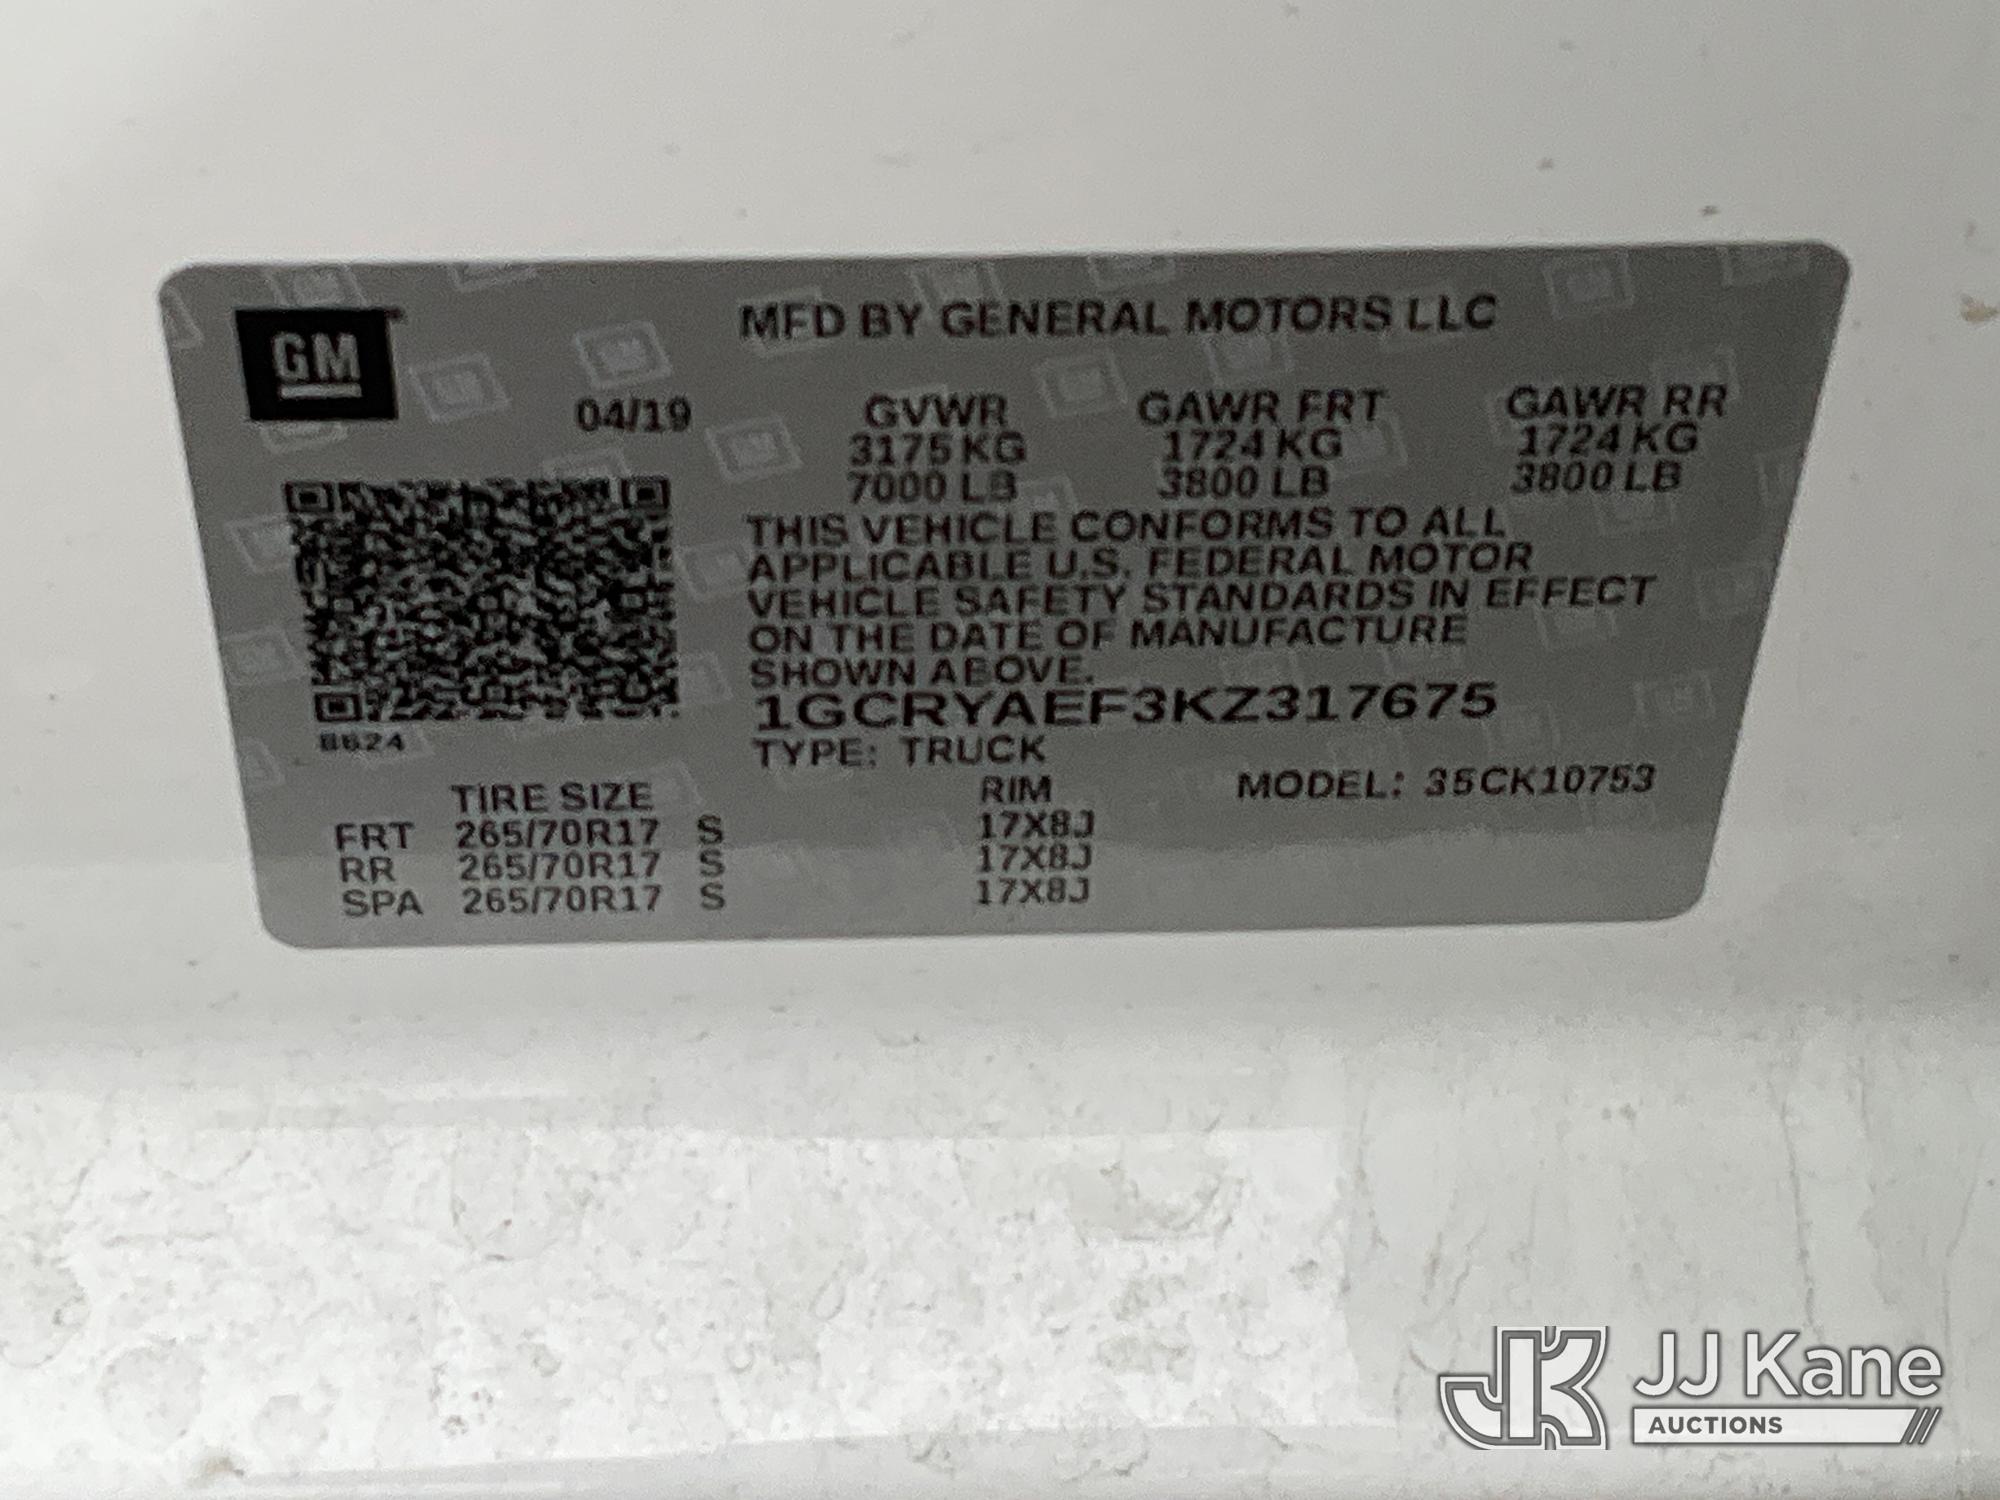 GM
MFD BY GENERAL MOTORS LLC
04/19 GVWR GAWR FRT GAWR RR
3175 KG 1724 KG 1724 KG
7000 LB 3800 LB 3800 LB
THIS VEHICLE CONFORMS TO ALL
APPLICABLE U.S. FEDERAL MOTOR
VEHICLE SAFETY STANDARDS IN EFFECT
ON THE DATE OF MANUFACTURE
SHOWN ABOVE.
1GCRYAEF3KZ317675
8624
TYPE: TRUCK
TIRE SIZE RIM MODEL: 35CK10753
FRT 265/70R17 S 17X8J
RR 265/70R17 S 17X8J
SPA 265/70R17 S 17X8J
JK JJ Kane
AUCTIONS